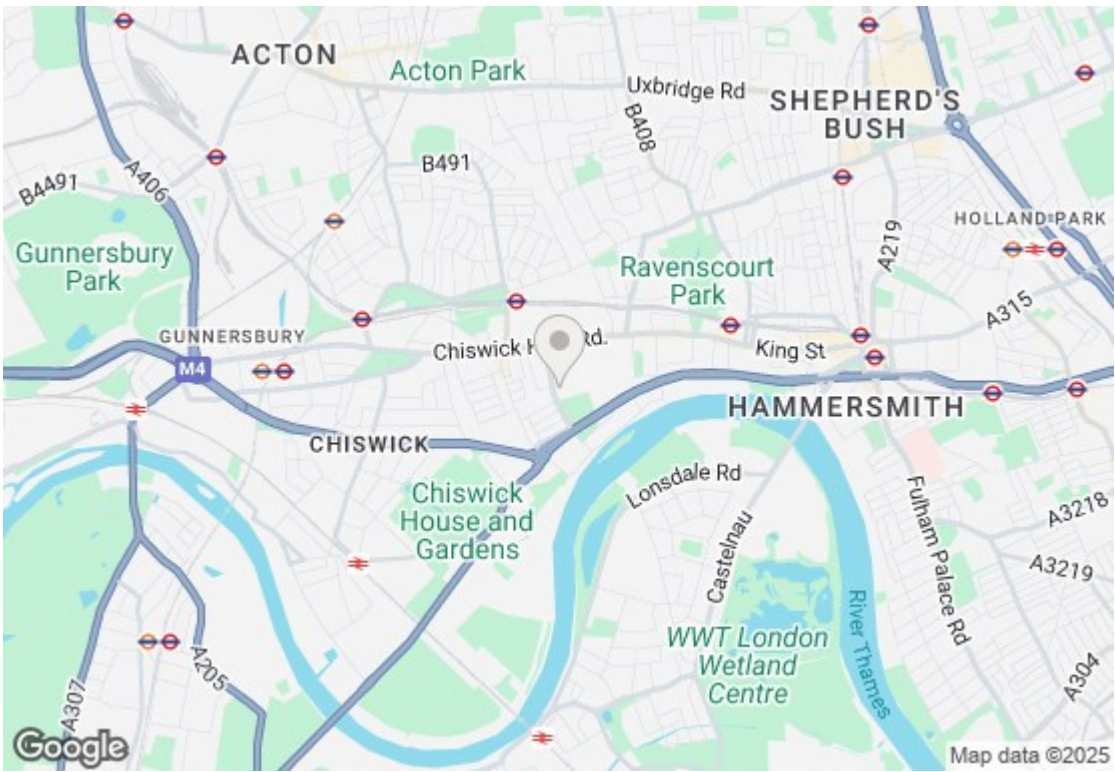 ACTON
Acton Park
Uxbridge Rd
SHEPHERD'S
BUSH
B408
B491
B4491
A406
HOLLAND PARK
A219
Gunnersbury
Park
Ravenscourt
Park
A315
GUNNERSBURY
Chiswick H Rd.
King St
M4
HAMMERSMITH
CHISWICK
Lonsdale Rd
Chiswick
House and
Gardens
Fulham Palace Rd
A3218
Castelnau
A3219
River Thames
WWT London
Wetland
Centre
A205
A307
A304
Google
Map data ©2025